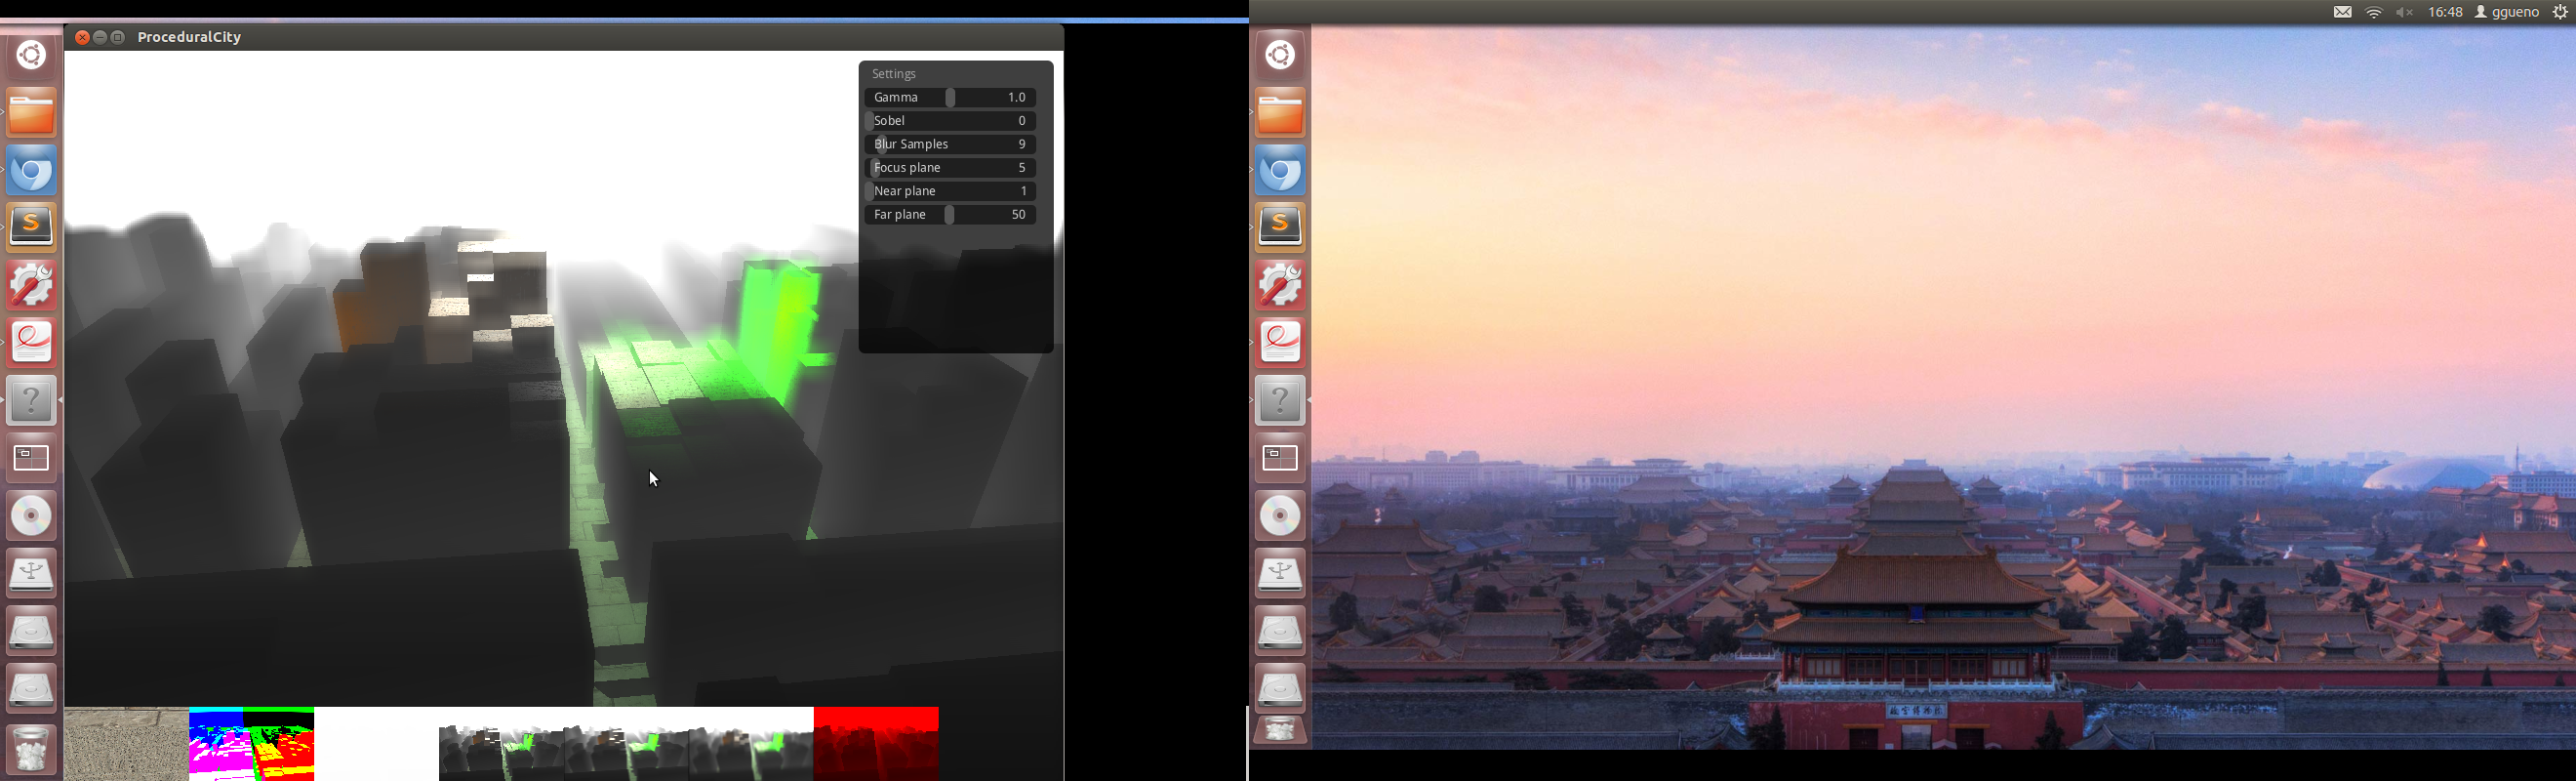 ProceduralCity
Settings
Gamma 1.0
Sobel 0
Blur Samples 9
Focus plane 5
Near plane 1
Far plane 50
16:48 ggueno
S
?
S
?